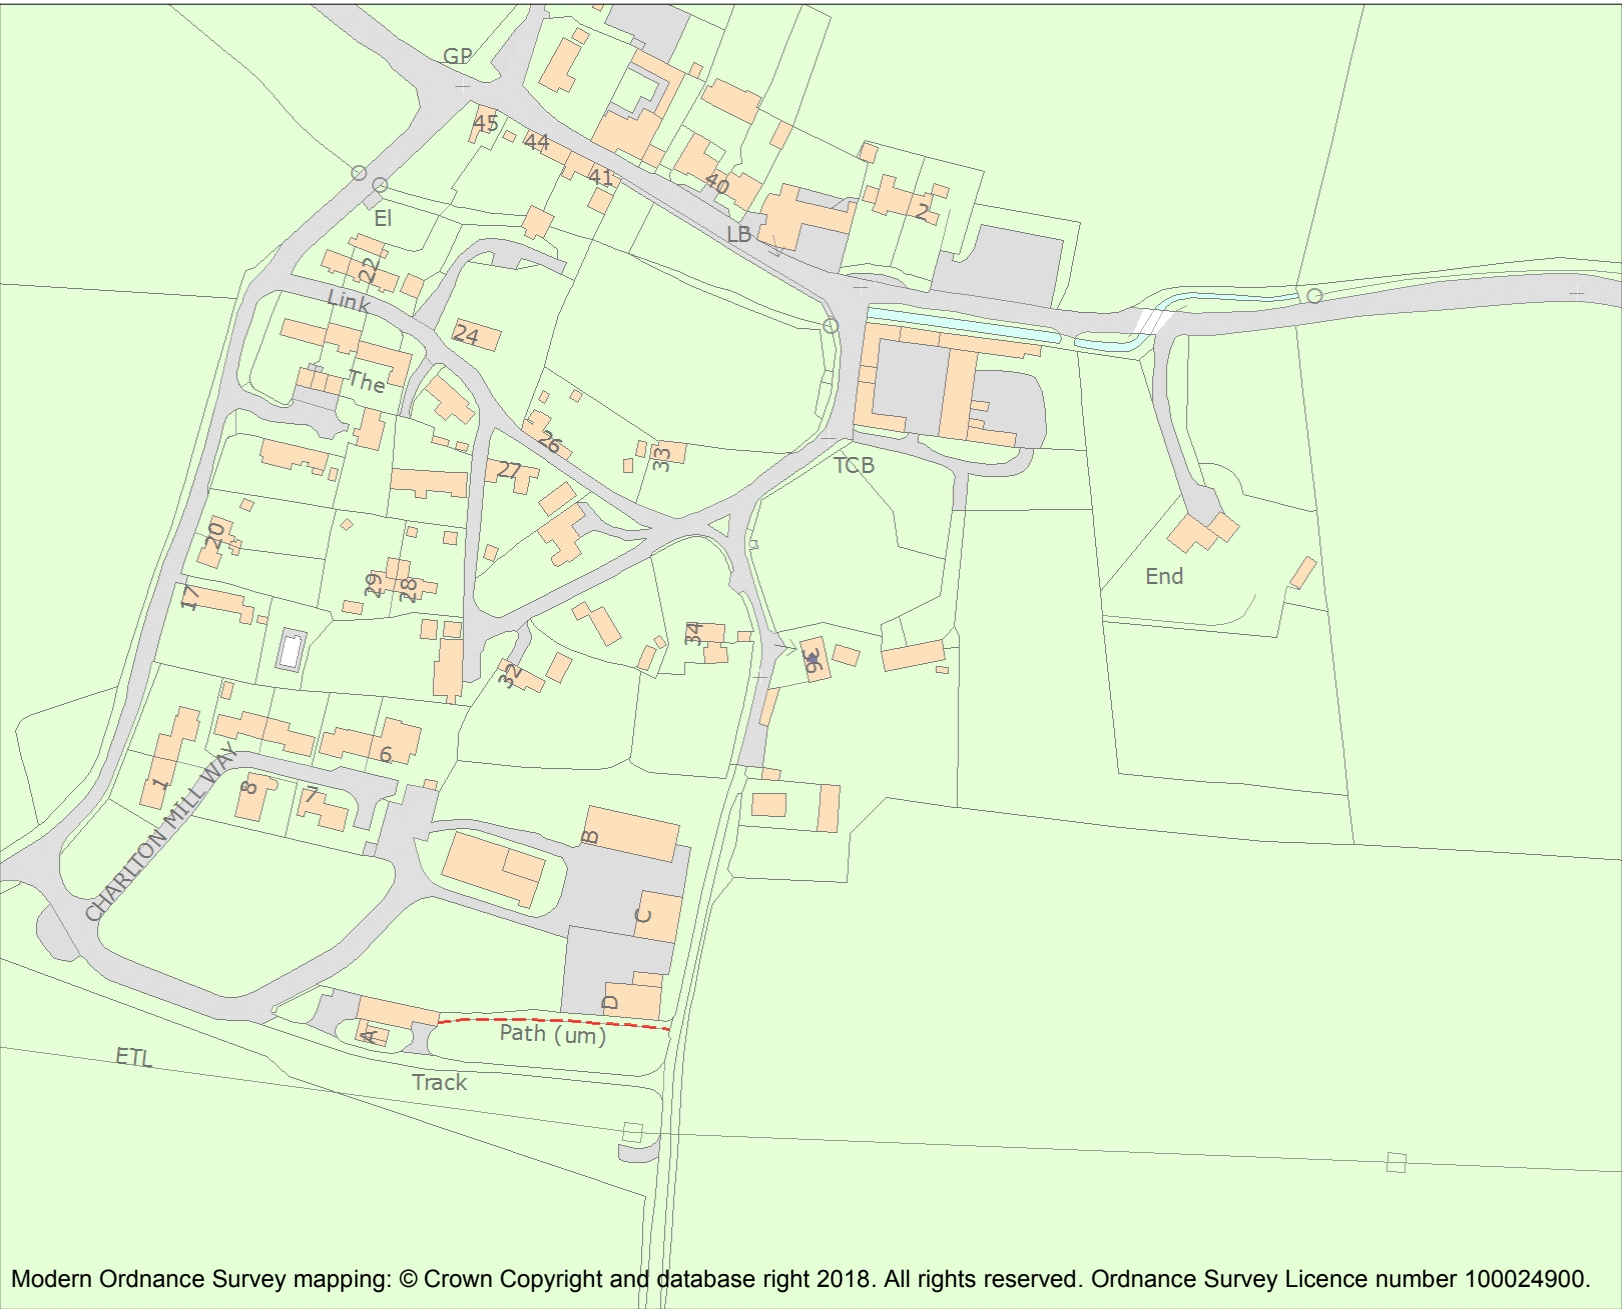 GP
45
44
41
40
2
El
LB
22
Link
24
The
26
33
27
TCB
20
29
28
17
End
34
36
32
6
1
8
7
CHARLTON MILL WAY
B
C
D
A
Path (um)
ETL
Track
Modern Ordnance Survey mapping: © Crown Copyright and database right 2018. All rights reserved. Ordnance Survey Licence number 100024900.